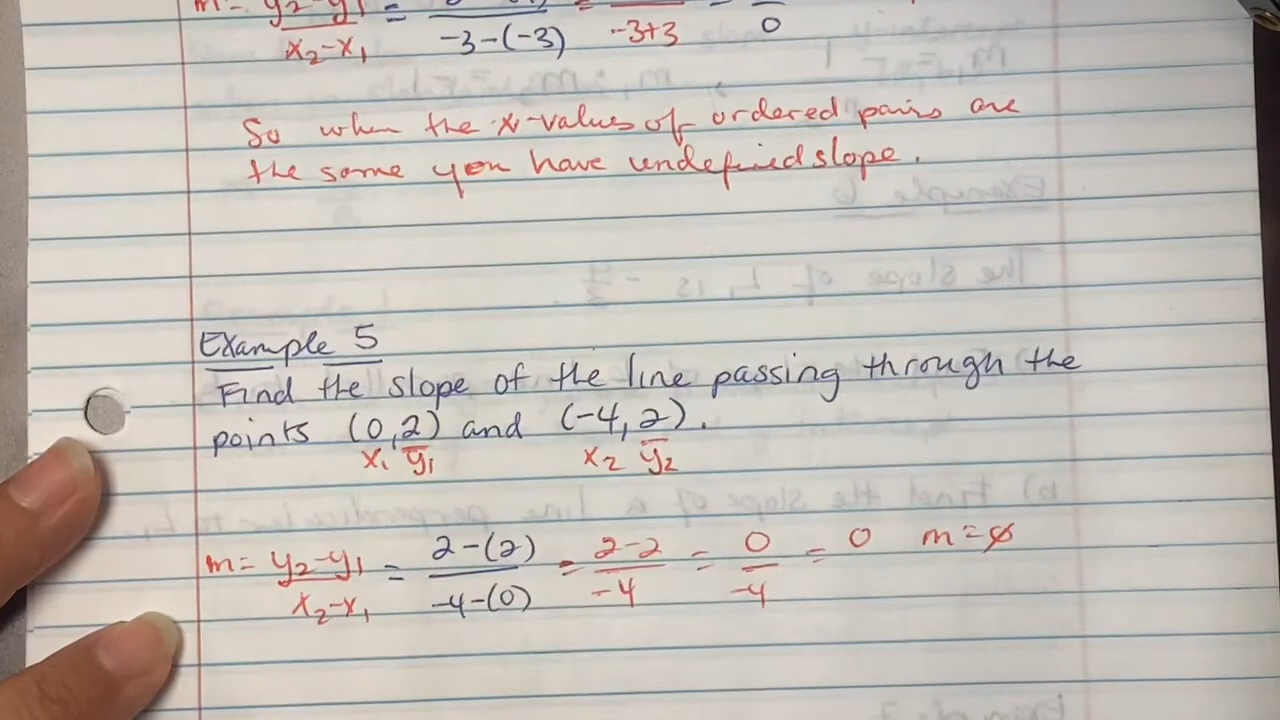 m = y₂-y₁ = = =
x₂-x₁ -3-(-3) -3+3 0
So when the x-values of ordered pairs are
the same you have undefined slope.
Example 5
Find the slope of the line passing through the
points (0,2) and (-4,2).
x₁ y₁ x₂ y₂
m = y₂-y₁ = 2-(2) = 2-2 = 0 = 0 m=∅
x₂-x₁ -4-(0) -4 -4